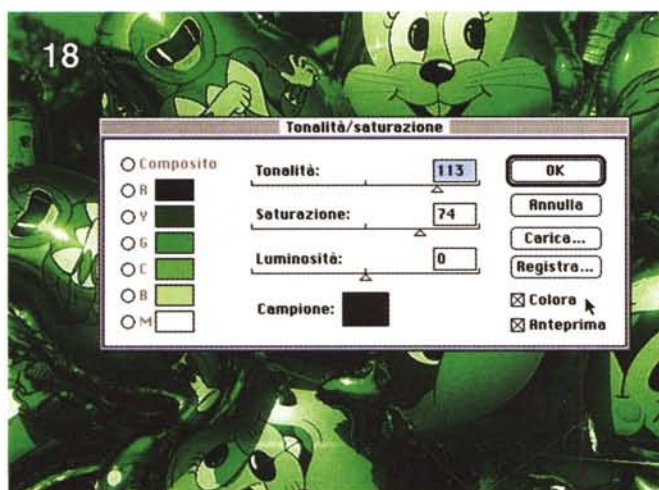 18
Tonalità/saturazione
Composito
R
Y
G
C
B
M
Tonalità: 113
Saturazione: 74
Luminosità: 0
Campione:
OK
Annulla
Carica...
Registra...
Colora
Anteprima